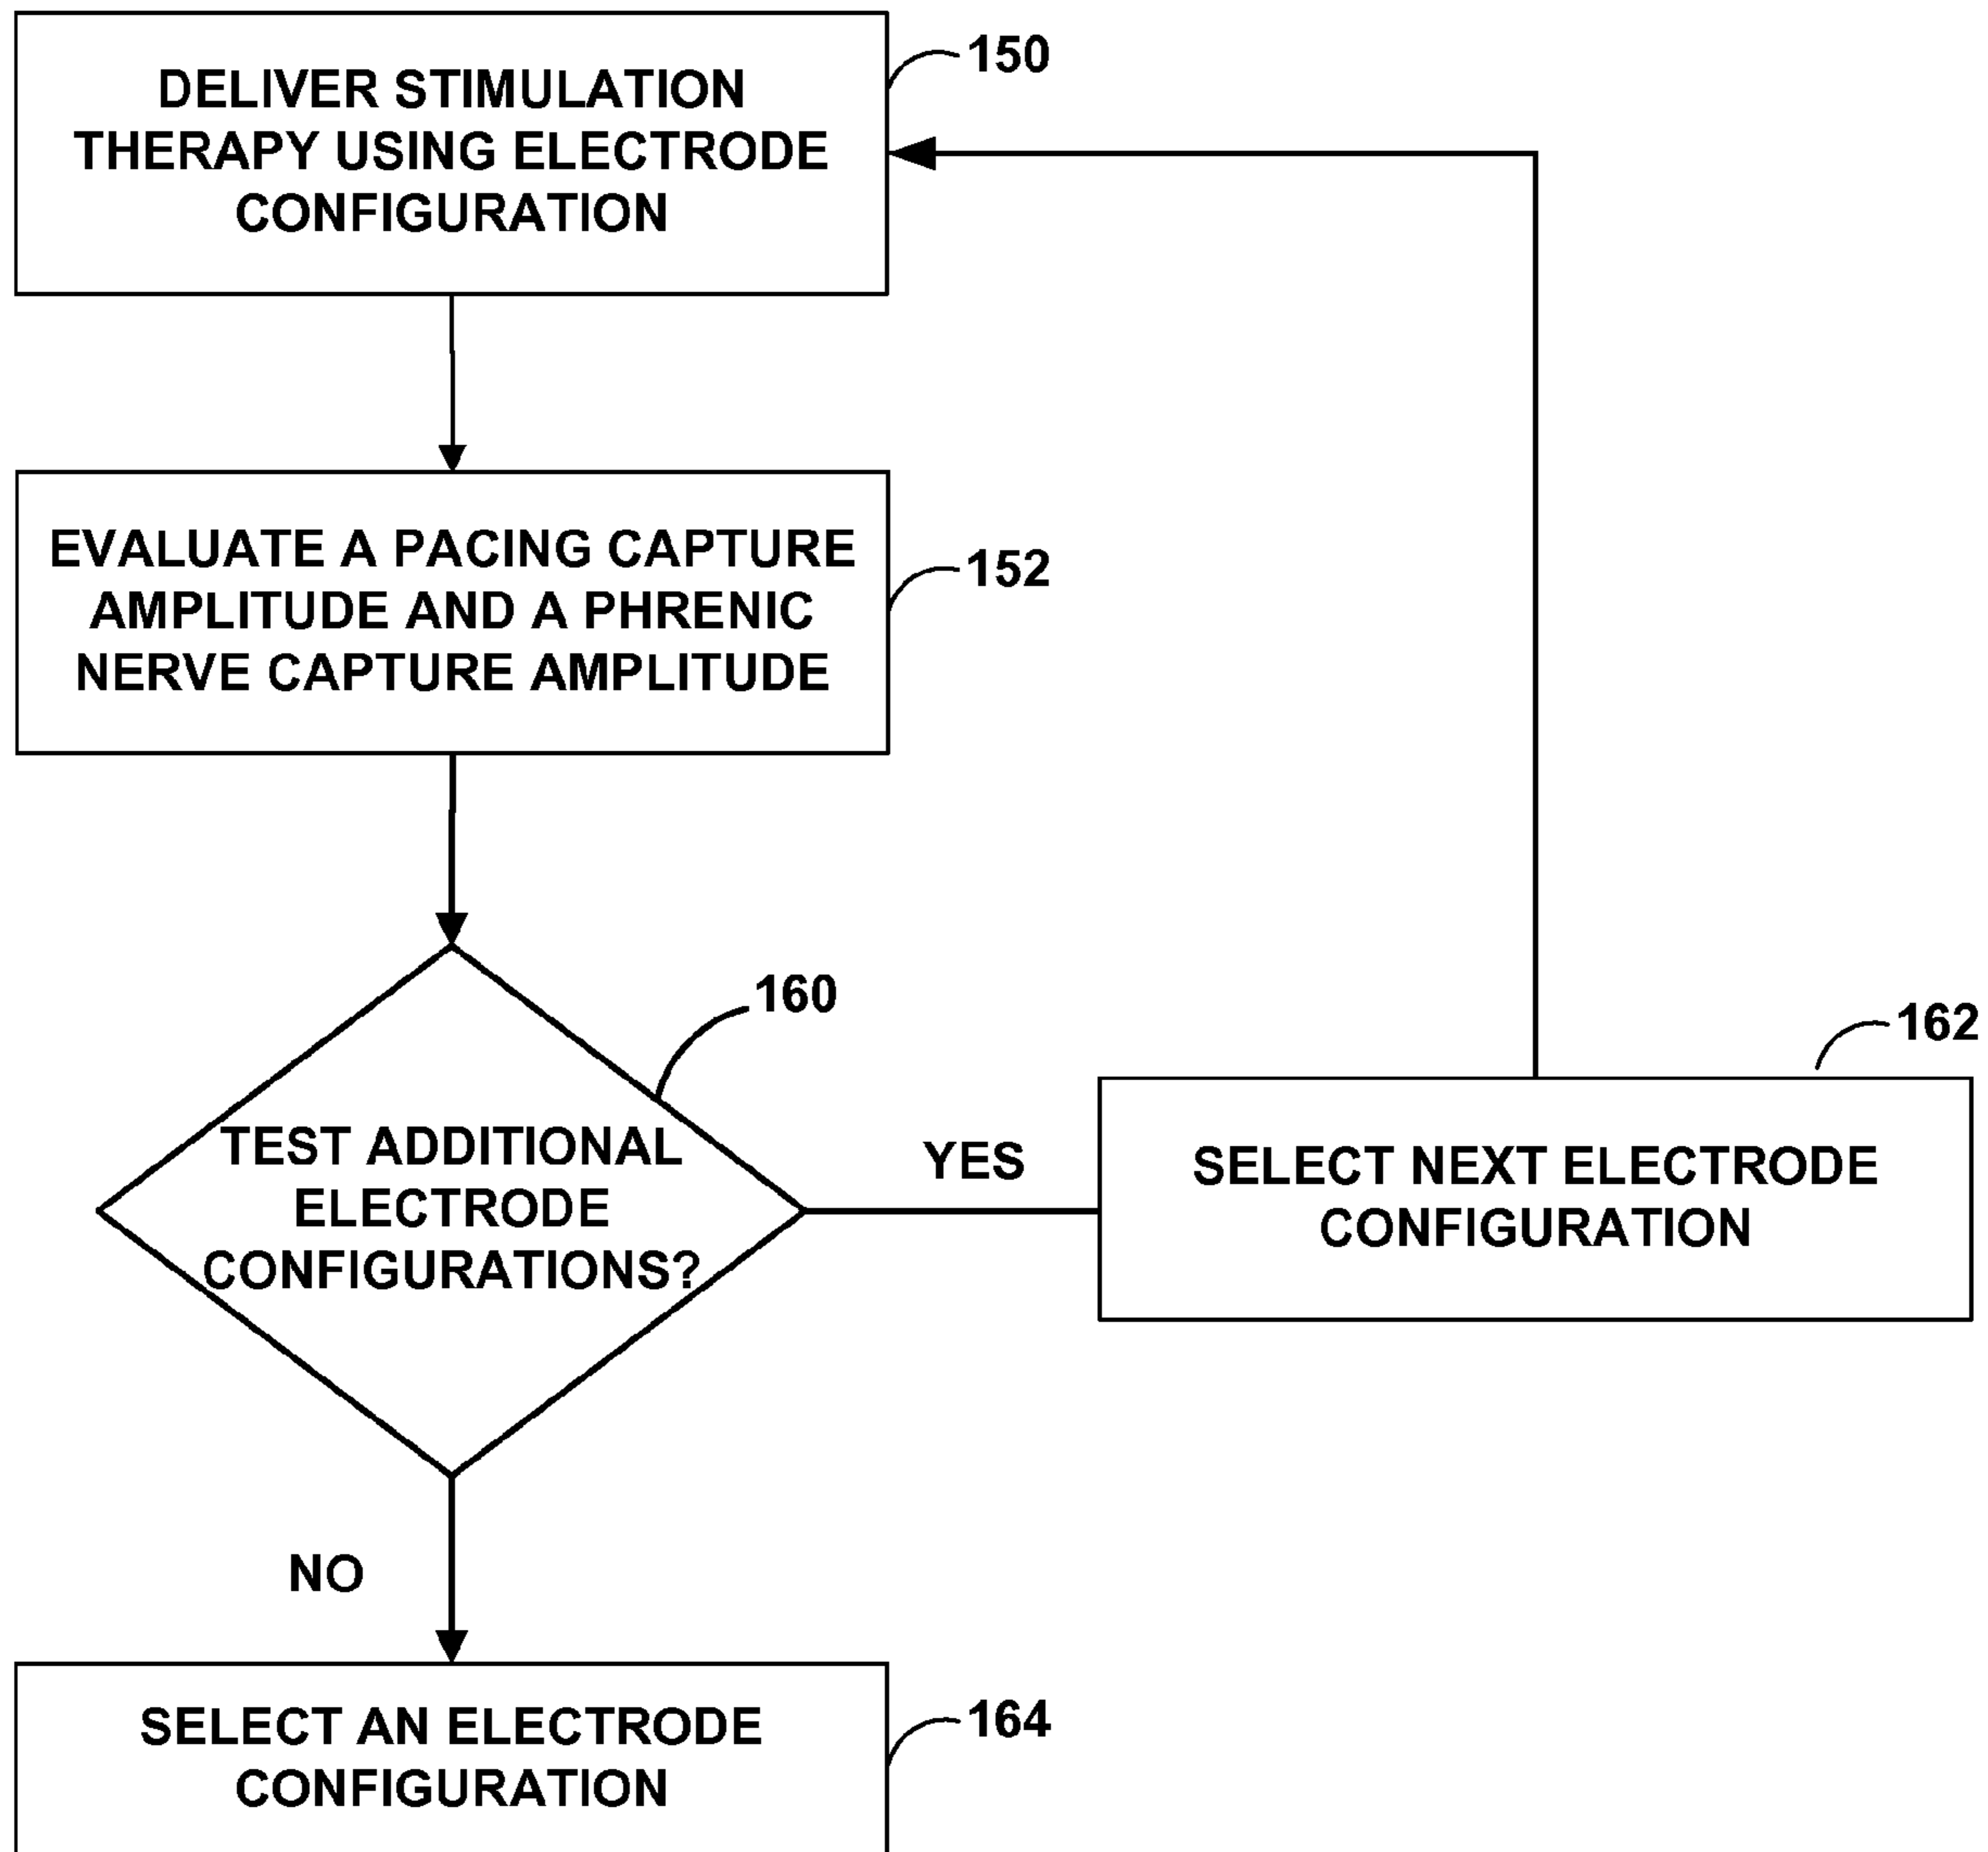 DELIVER STIMULATION
THERAPY USING ELECTRODE
CONFIGURATION
150
EVALUATE A PACING CAPTURE
AMPLITUDE AND A PHRENIC
NERVE CAPTURE AMPLITUDE
152
TEST ADDITIONAL
ELECTRODE
CONFIGURATIONS?
160
YES
SELECT NEXT ELECTRODE
CONFIGURATION
162
NO
SELECT AN ELECTRODE
CONFIGURATION
164